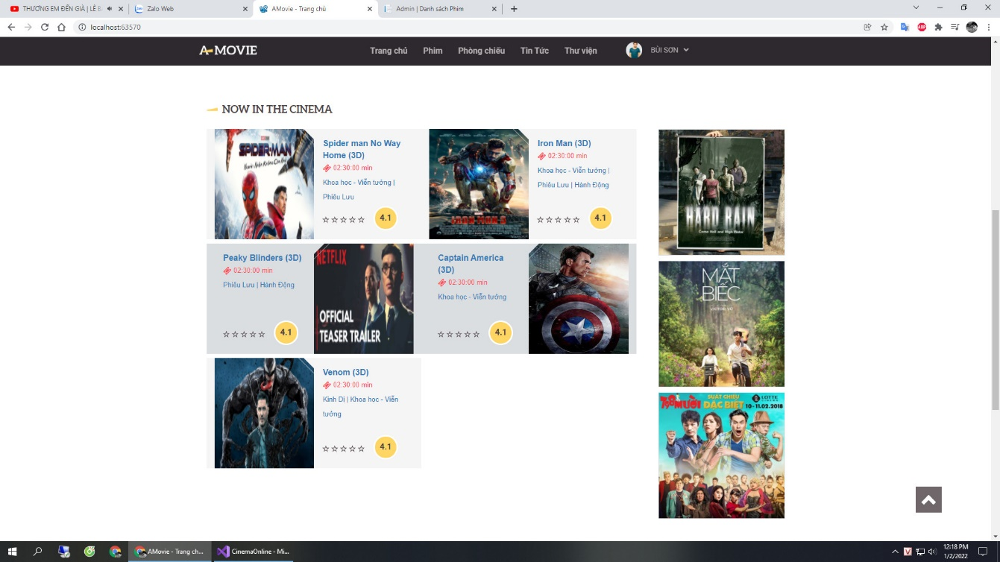 THƯƠNG EM ĐẾN GIÀ | LÊ B
Zalo Web
AMovie - Trang chủ
Admin | Danh sách Phim
localhost:63570
A-MOVIE
Trang chủ
Phim
Phòng chiếu
Tin Tức
Thư viện
BÙI SƠN
NOW IN THE CINEMA
SPIDER-MAN
Spider man No Way
Home (3D)
02:30:00 min
Khoa học - Viễn tưởng |
Phiêu Lưu
4.1
IRON MAN 3
Iron Man (3D)
02:30:00 min
Khoa học - Viễn tưởng |
Phiêu Lưu | Hành Động
4.1
HARD RAIN
Come Hell and High Water
Peaky Blinders (3D)
02:30:00 min
Phiêu Lưu | Hành Động
4.1
NETFLIX
OFFICIAL
TEASER TRAILER
Captain America
(3D)
02:30:00 min
Khoa học - Viễn tưởng
4.1
MẮT
BIẾC
Venom (3D)
02:30:00 min
Kinh Dị | Khoa học - Viễn
tưởng
4.1
798MƯỜI
SUẤT CHIẾU
ĐẶC BIỆT
LOTTE
10-11.02.2018
AMovie - Trang ch...
CinemaOnline - Mi...
V
12:18 PM
1/2/2022